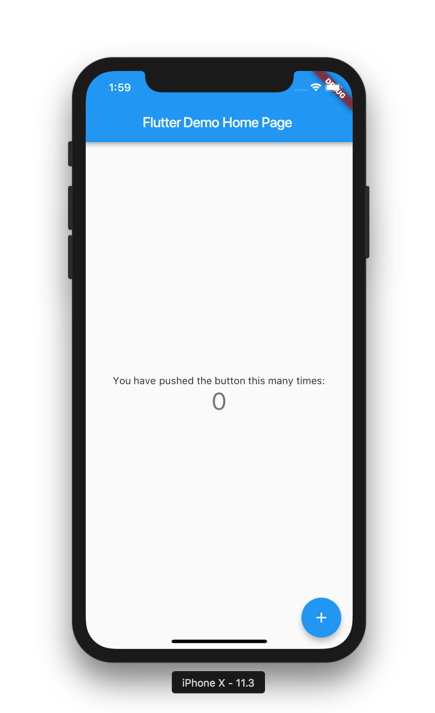 1:59
DEBUG
Flutter Demo Home Page
You have pushed the button this many times:
0
+
iPhone X - 11.3